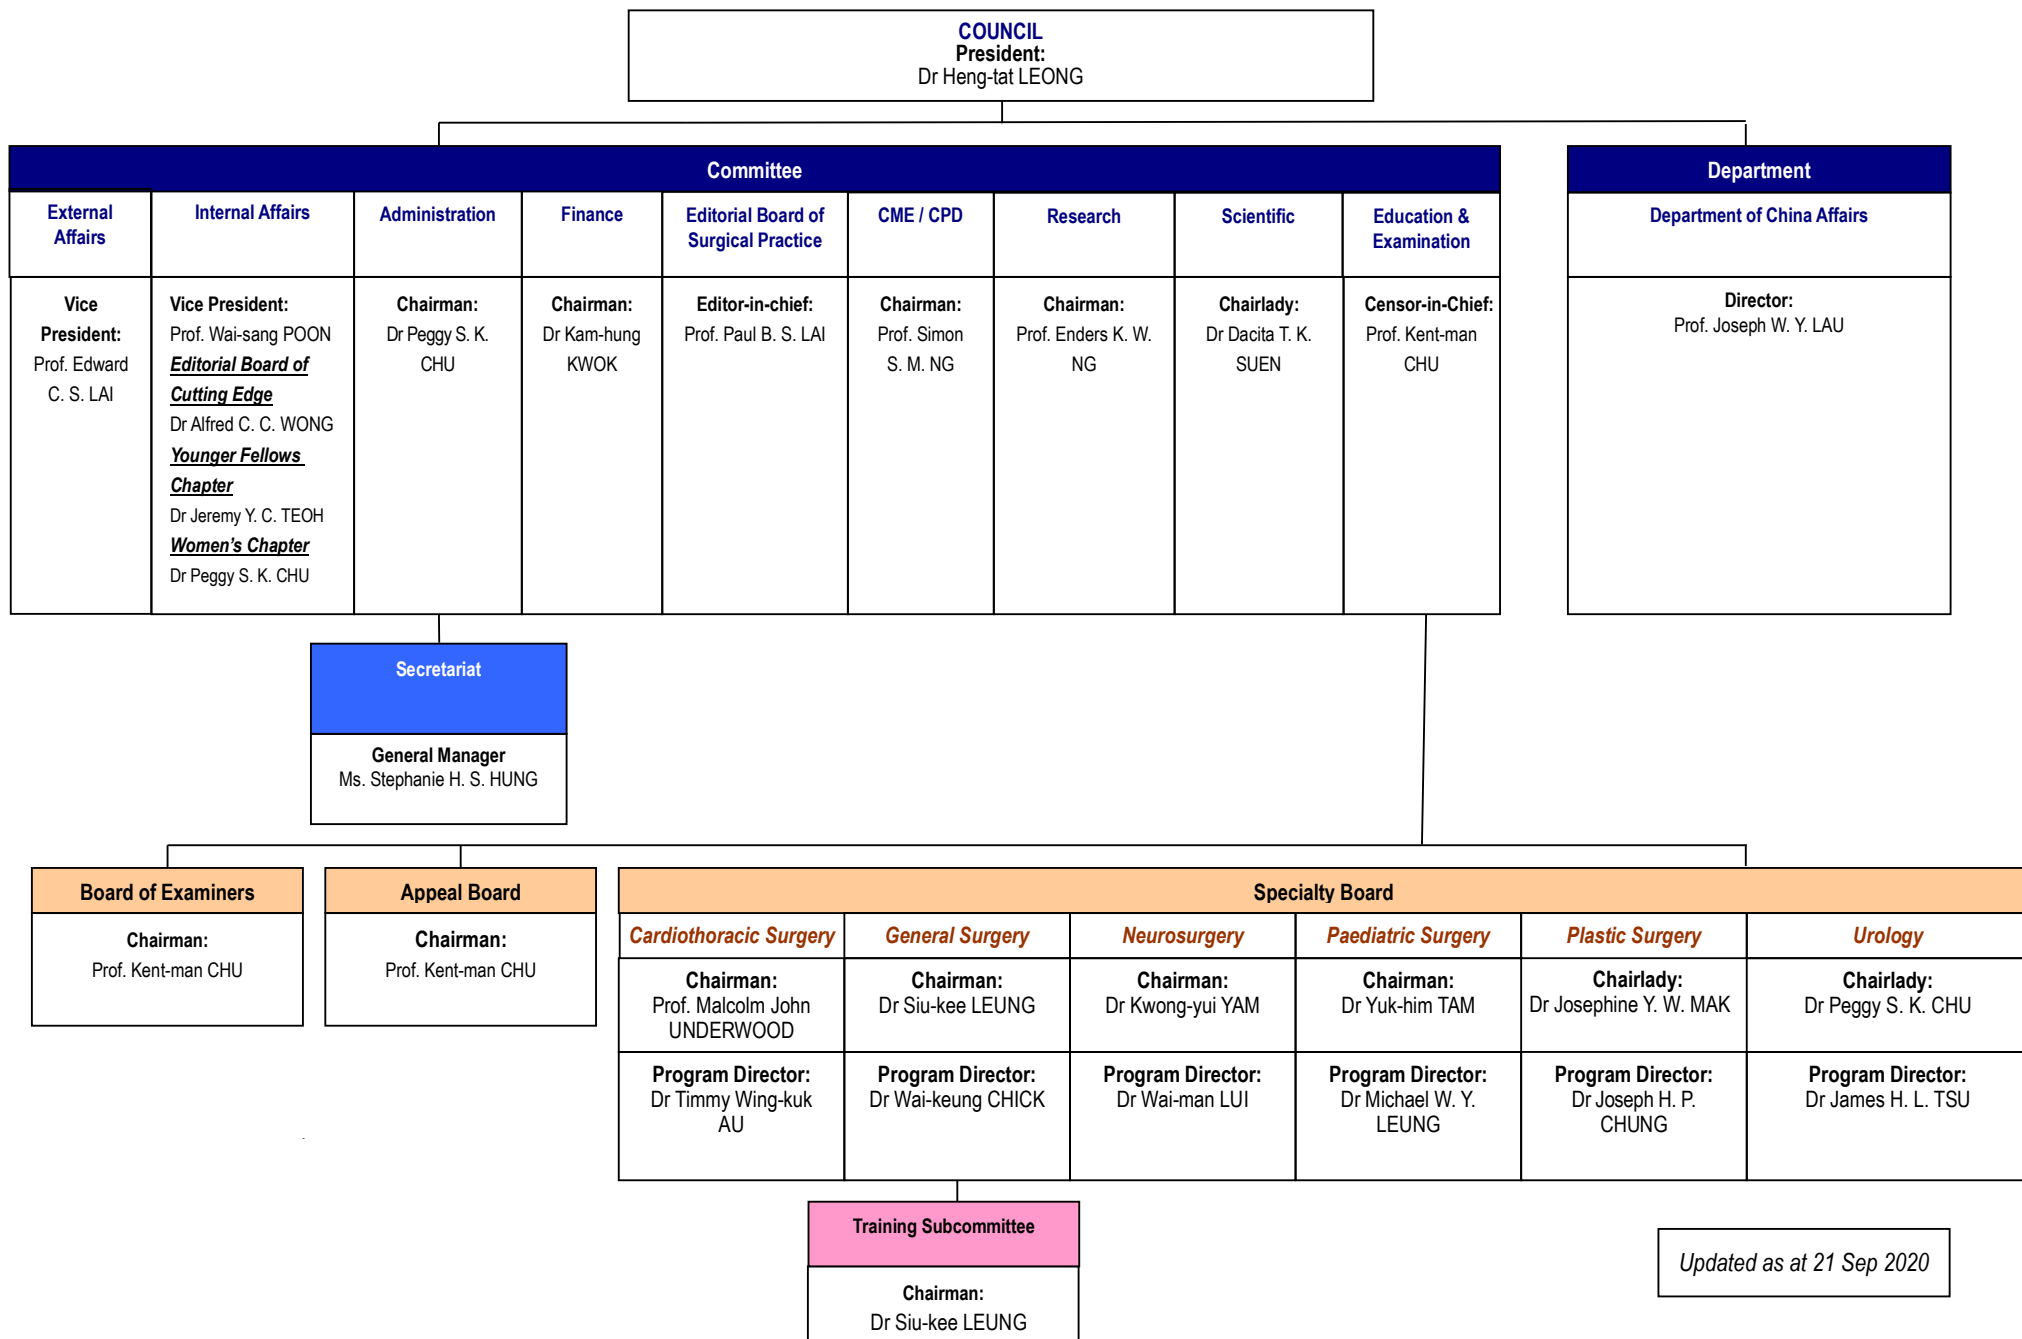 COUNCIL
President:
Dr Heng-tat LEONG
Committee
External
Affairs
Internal Affairs
Administration
Finance
Editorial Board of
Surgical Practice
CME / CPD
Research
Scientific
Education &
Examination
Vice
President:
Prof. Edward
C. S. LAI
Vice President:
Prof. Wai-sang POON
Editorial Board of
Cutting Edge
Dr Alfred C. C. WONG
Younger Fellows
Chapter
Dr Jeremy Y. C. TEOH
Women’s Chapter
Dr Peggy S. K. CHU
Chairman:
Dr Peggy S. K.
CHU
Chairman:
Dr Kam-hung
KWOK
Editor-in-chief:
Prof. Paul B. S. LAI
Chairman:
Prof. Simon
S. M. NG
Chairman:
Prof. Enders K. W.
NG
Chairlady:
Dr Dacita T. K.
SUEN
Censor-in-Chief:
Prof. Kent-man
CHU
Department
Department of China Affairs
Director:
Prof. Joseph W. Y. LAU
Secretariat
General Manager
Ms. Stephanie H. S. HUNG
Board of Examiners
Chairman:
Prof. Kent-man CHU
Appeal Board
Chairman:
Prof. Kent-man CHU
Specialty Board
Cardiothoracic Surgery
Chairman:
Prof. Malcolm John
UNDERWOOD
Program Director:
Dr Timmy Wing-kuk
AU
General Surgery
Chairman:
Dr Siu-kee LEUNG
Program Director:
Dr Wai-keung CHICK
Neurosurgery
Chairman:
Dr Kwong-yui YAM
Program Director:
Dr Wai-man LUI
Paediatric Surgery
Chairman:
Dr Yuk-him TAM
Program Director:
Dr Michael W. Y.
LEUNG
Plastic Surgery
Chairlady:
Dr Josephine Y. W. MAK
Program Director:
Dr Joseph H. P.
CHUNG
Urology
Chairlady:
Dr Peggy S. K. CHU
Program Director:
Dr James H. L. TSU
Training Subcommittee
Chairman:
Dr Siu-kee LEUNG
Updated as at 21 Sep 2020